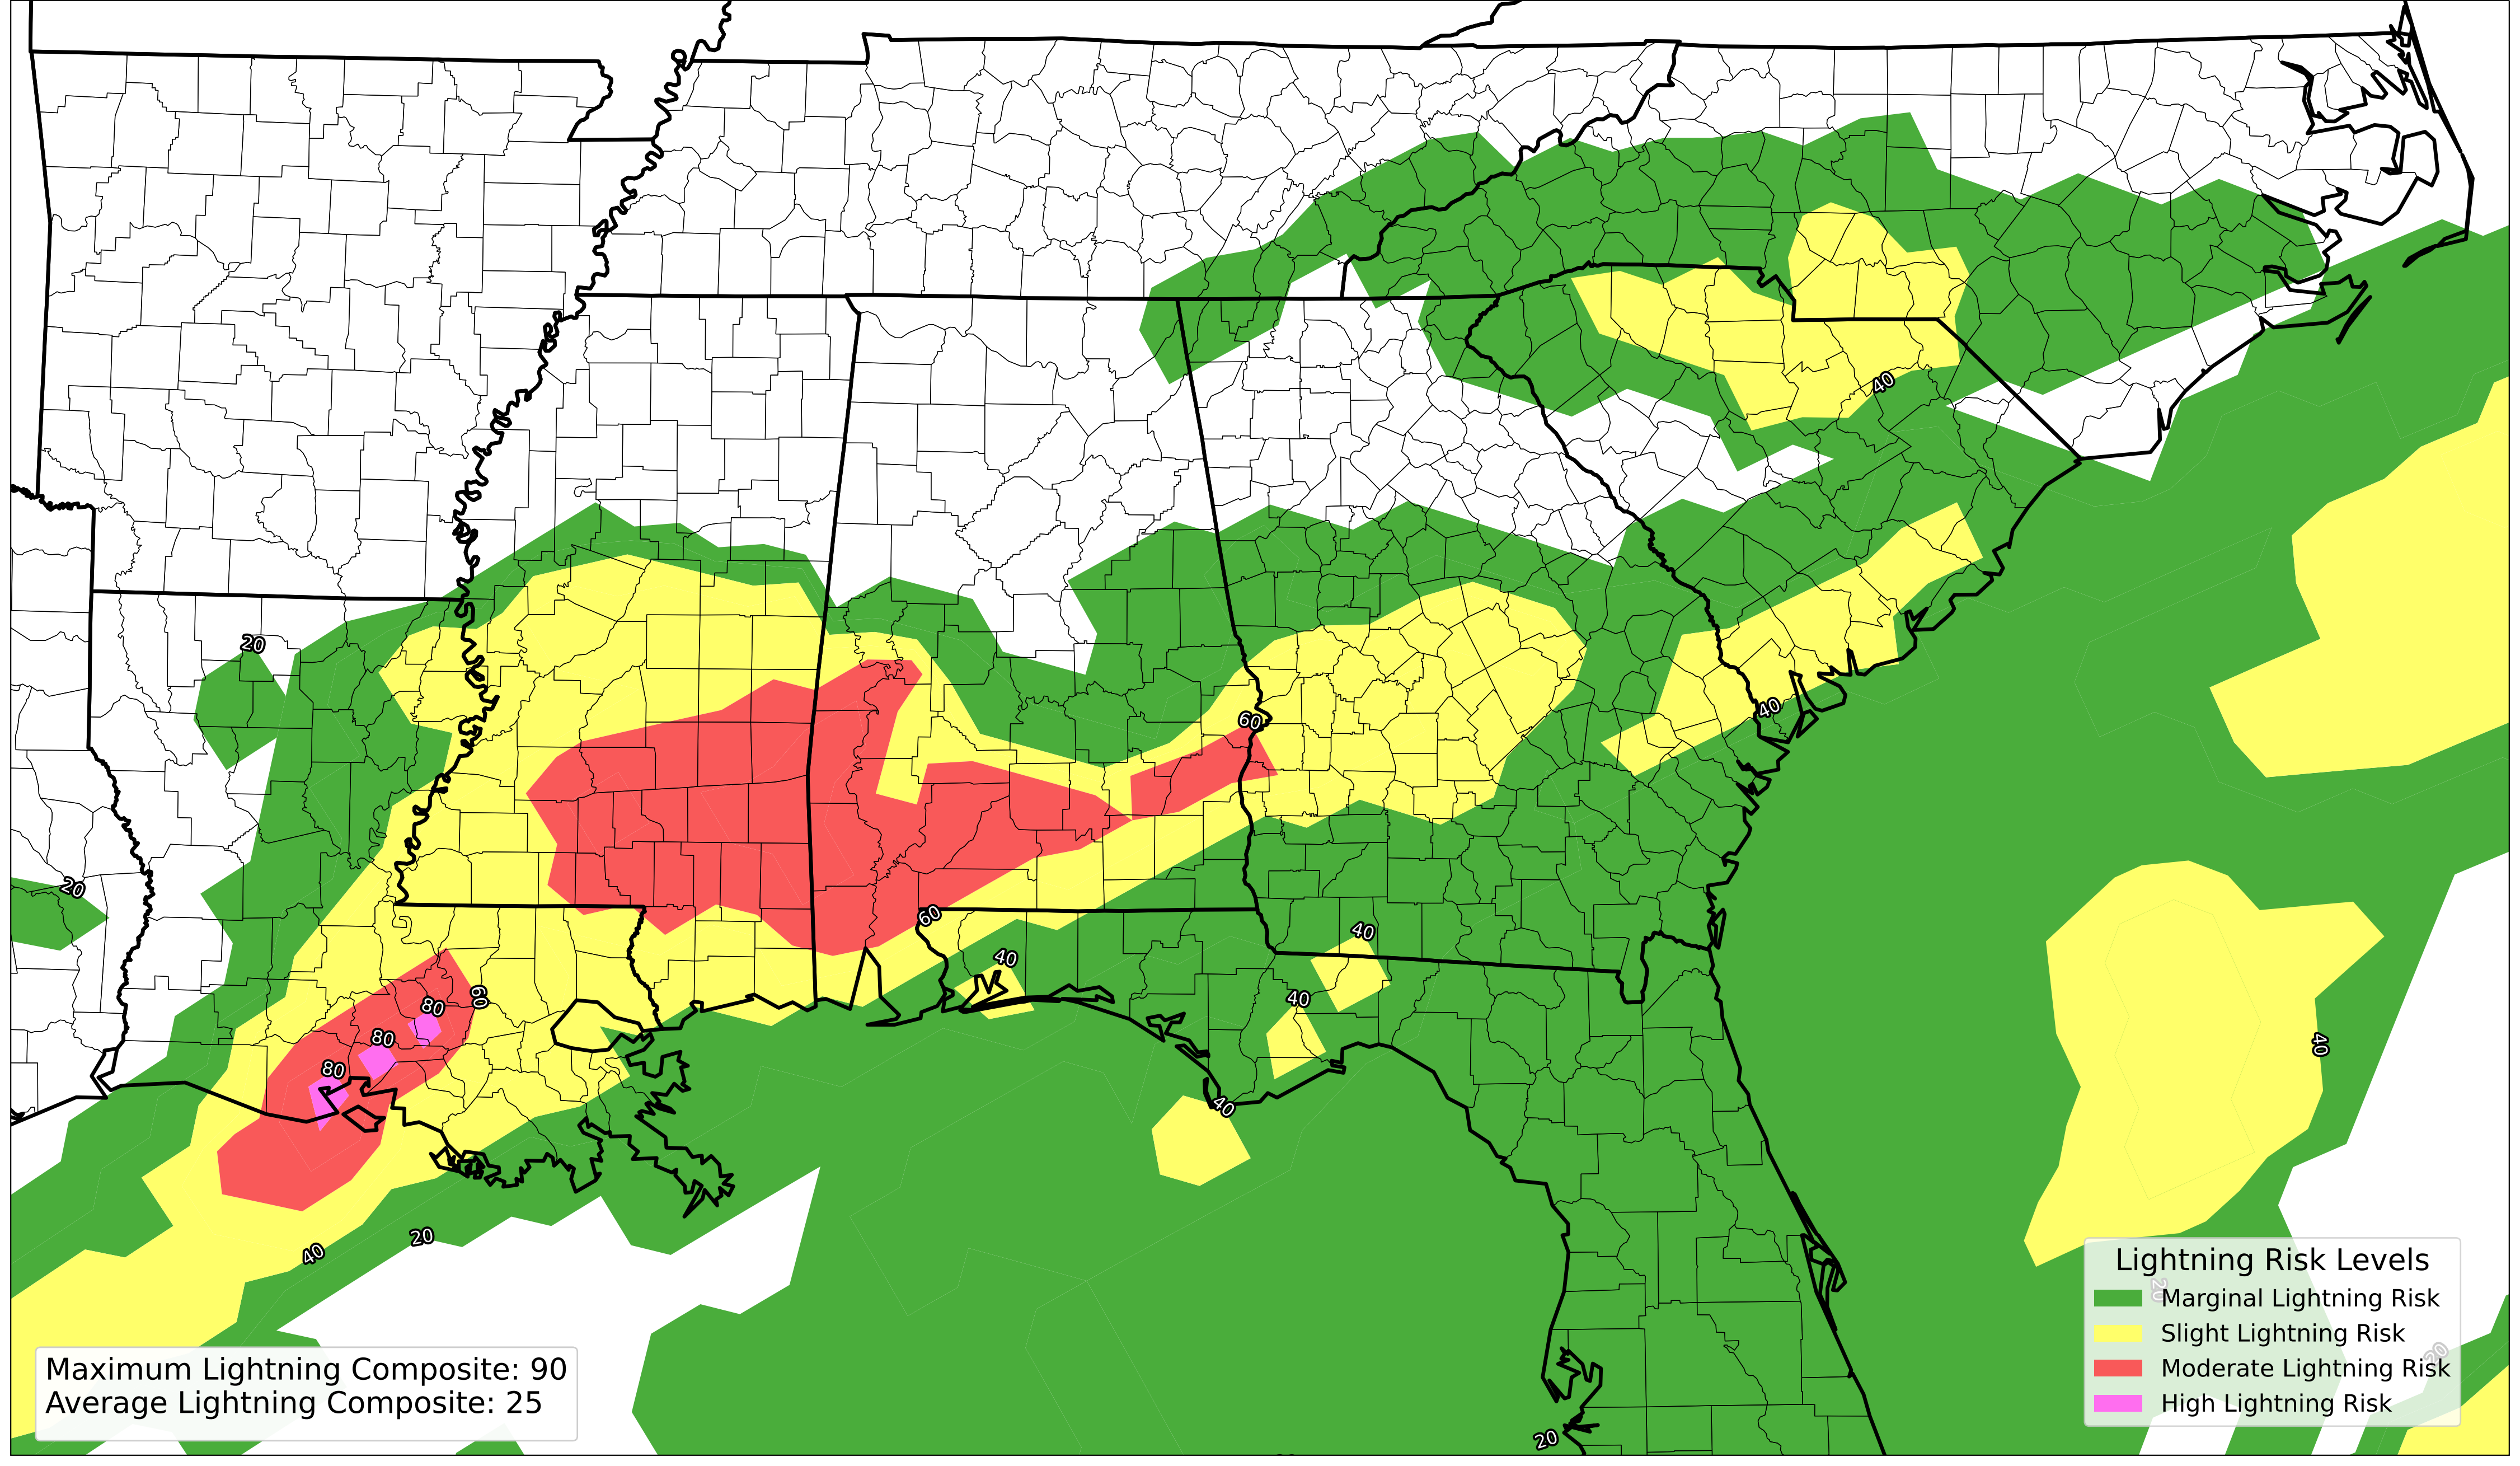 40
20
60
40
20
60
40
40
40
60
80
80
40
80
40
20
40
20
20
20
Maximum Lightning Composite: 90
Average Lightning Composite: 25
Lightning Risk Levels
Marginal Lightning Risk
Slight Lightning Risk
Moderate Lightning Risk
High Lightning Risk